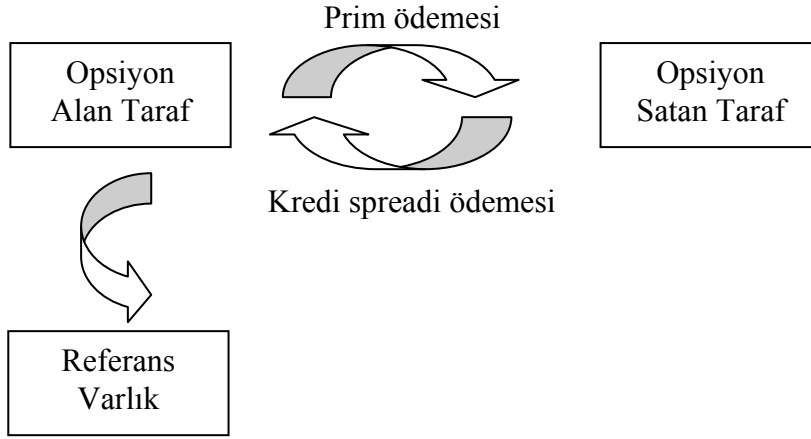 Prim ödemesi
Opsiyon
Alan Taraf
Opsiyon
Satan Taraf
Kredi spreadi ödemesi
Referans
Varlık